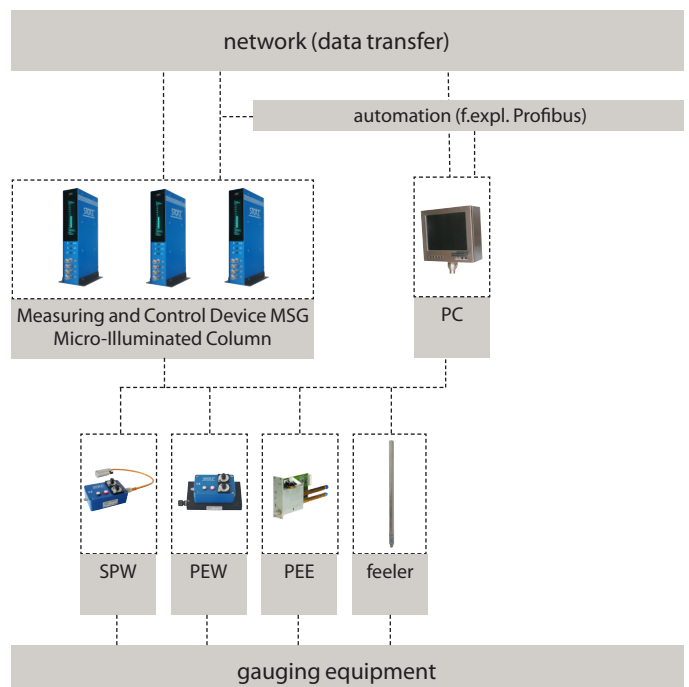 network (data transfer)
automation (f.expl. Profibus)
Measuring and Control Device MSG
Micro-Illuminated Column
PC
SPW
PEW
PEE
feeler
gauging equipment